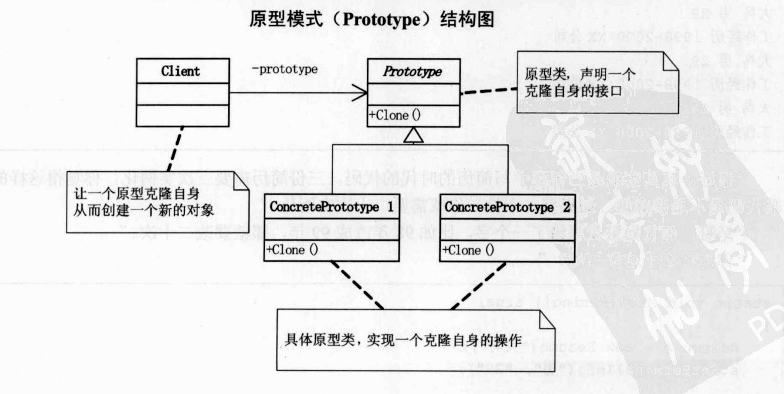 原型模式（Prototype）结构图
Client
-prototype
Prototype
+Clone()
原型类，声明一个
克隆自身的接口
让一个原型克隆自身
从而创建一个新的对象
ConcretePrototype 1
+Clone()
ConcretePrototype 2
+Clone()
具体原型类，实现一个克隆自身的操作
PD